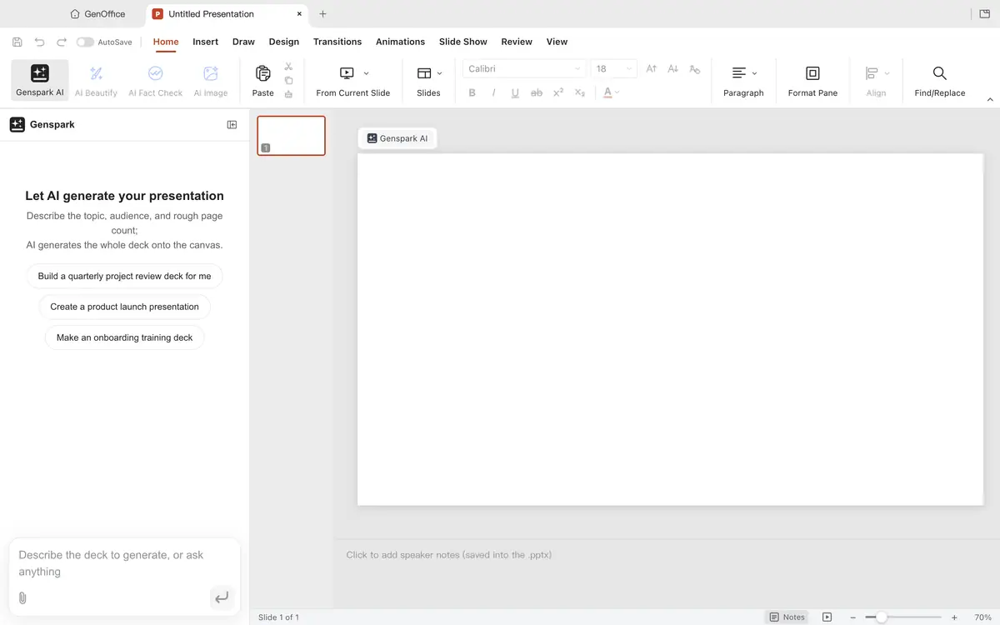 GenOffice
P Untitled Presentation
AutoSave
Home Insert Draw Design Transitions Animations Slide Show Review View
Genspark AI
AI Beautify
AI Fact Check
AI Image
Paste
From Current Slide
Slides
Calibri
18
B I U ab x² x₂ A
Paragraph
Format Pane
Align
Find/Replace
Genspark
1
Genspark AI
Let AI generate your presentation
Describe the topic, audience, and rough page
count;
AI generates the whole deck onto the canvas.
Build a quarterly project review deck for me
Create a product launch presentation
Make an onboarding training deck
Describe the deck to generate, or ask
anything
Click to add speaker notes (saved into the .pptx)
Slide 1 of 1
Notes
70%